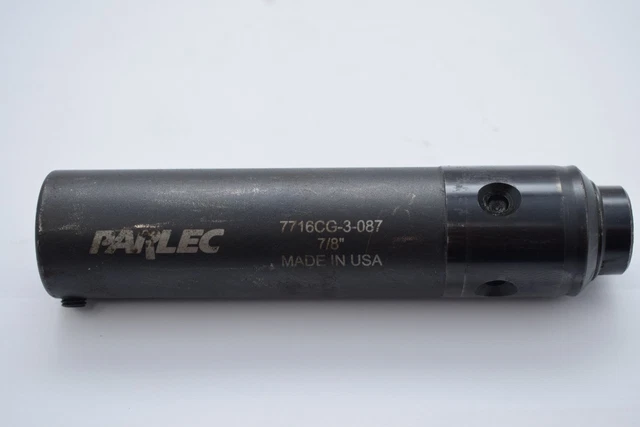 PARLEC
7716CG-3-087
7/8"
MADE IN USA